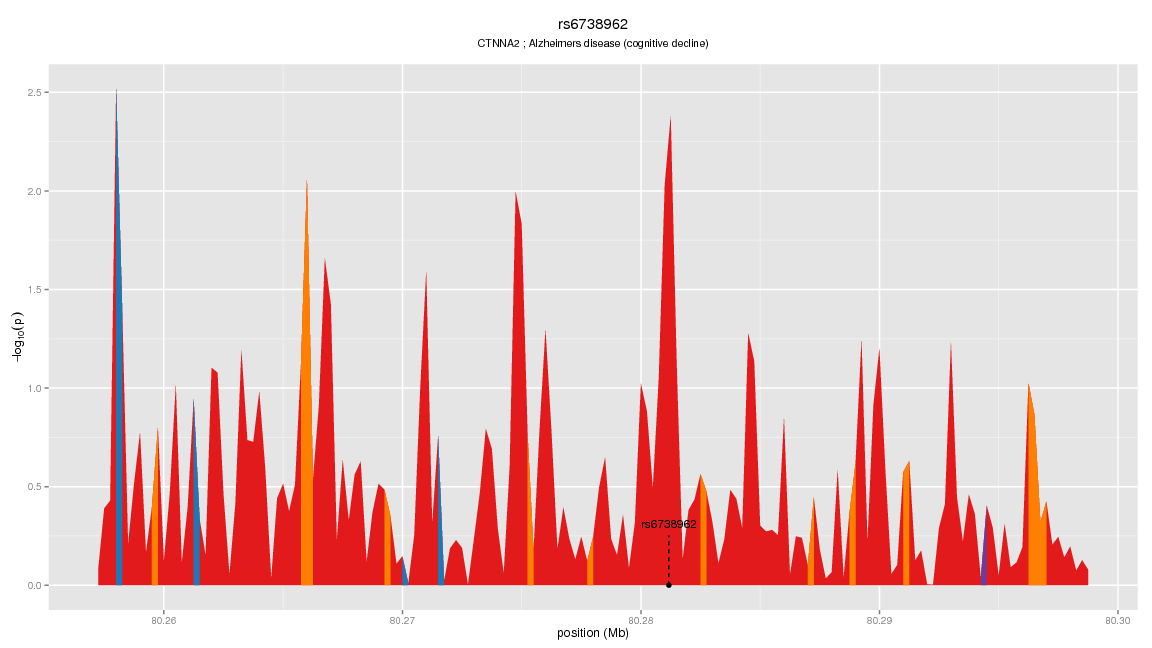 rs6738962
CTNNA2 ; Alzheimers disease (cognitive decline)
2.5
2.0
1.5
1.0
0.5
0.0
−log10(p)
rs6738962
80.26 80.27 80.28 80.29 80.30
position (Mb)